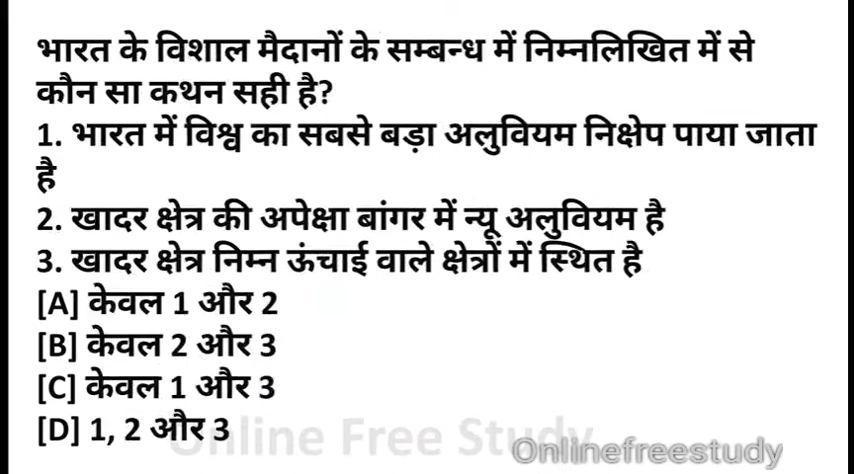 भारत के विशाल मैदानों के सम्बन्ध में निम्नलिखित में से
कौन सा कथन सही है?
1. भारत में विश्व का सबसे बड़ा अलुवियम निक्षेप पाया जाता
है
2. खादर क्षेत्र की अपेक्षा बांगर में न्यू अलुवियम है
3. खादर क्षेत्र निम्न ऊंचाई वाले क्षेत्रों में स्थित है
[A] केवल 1 और 2
[B] केवल 2 और 3
[C] केवल 1 और 3
[D] 1, 2 और 3
Online Free Study
Onlinefreestudy